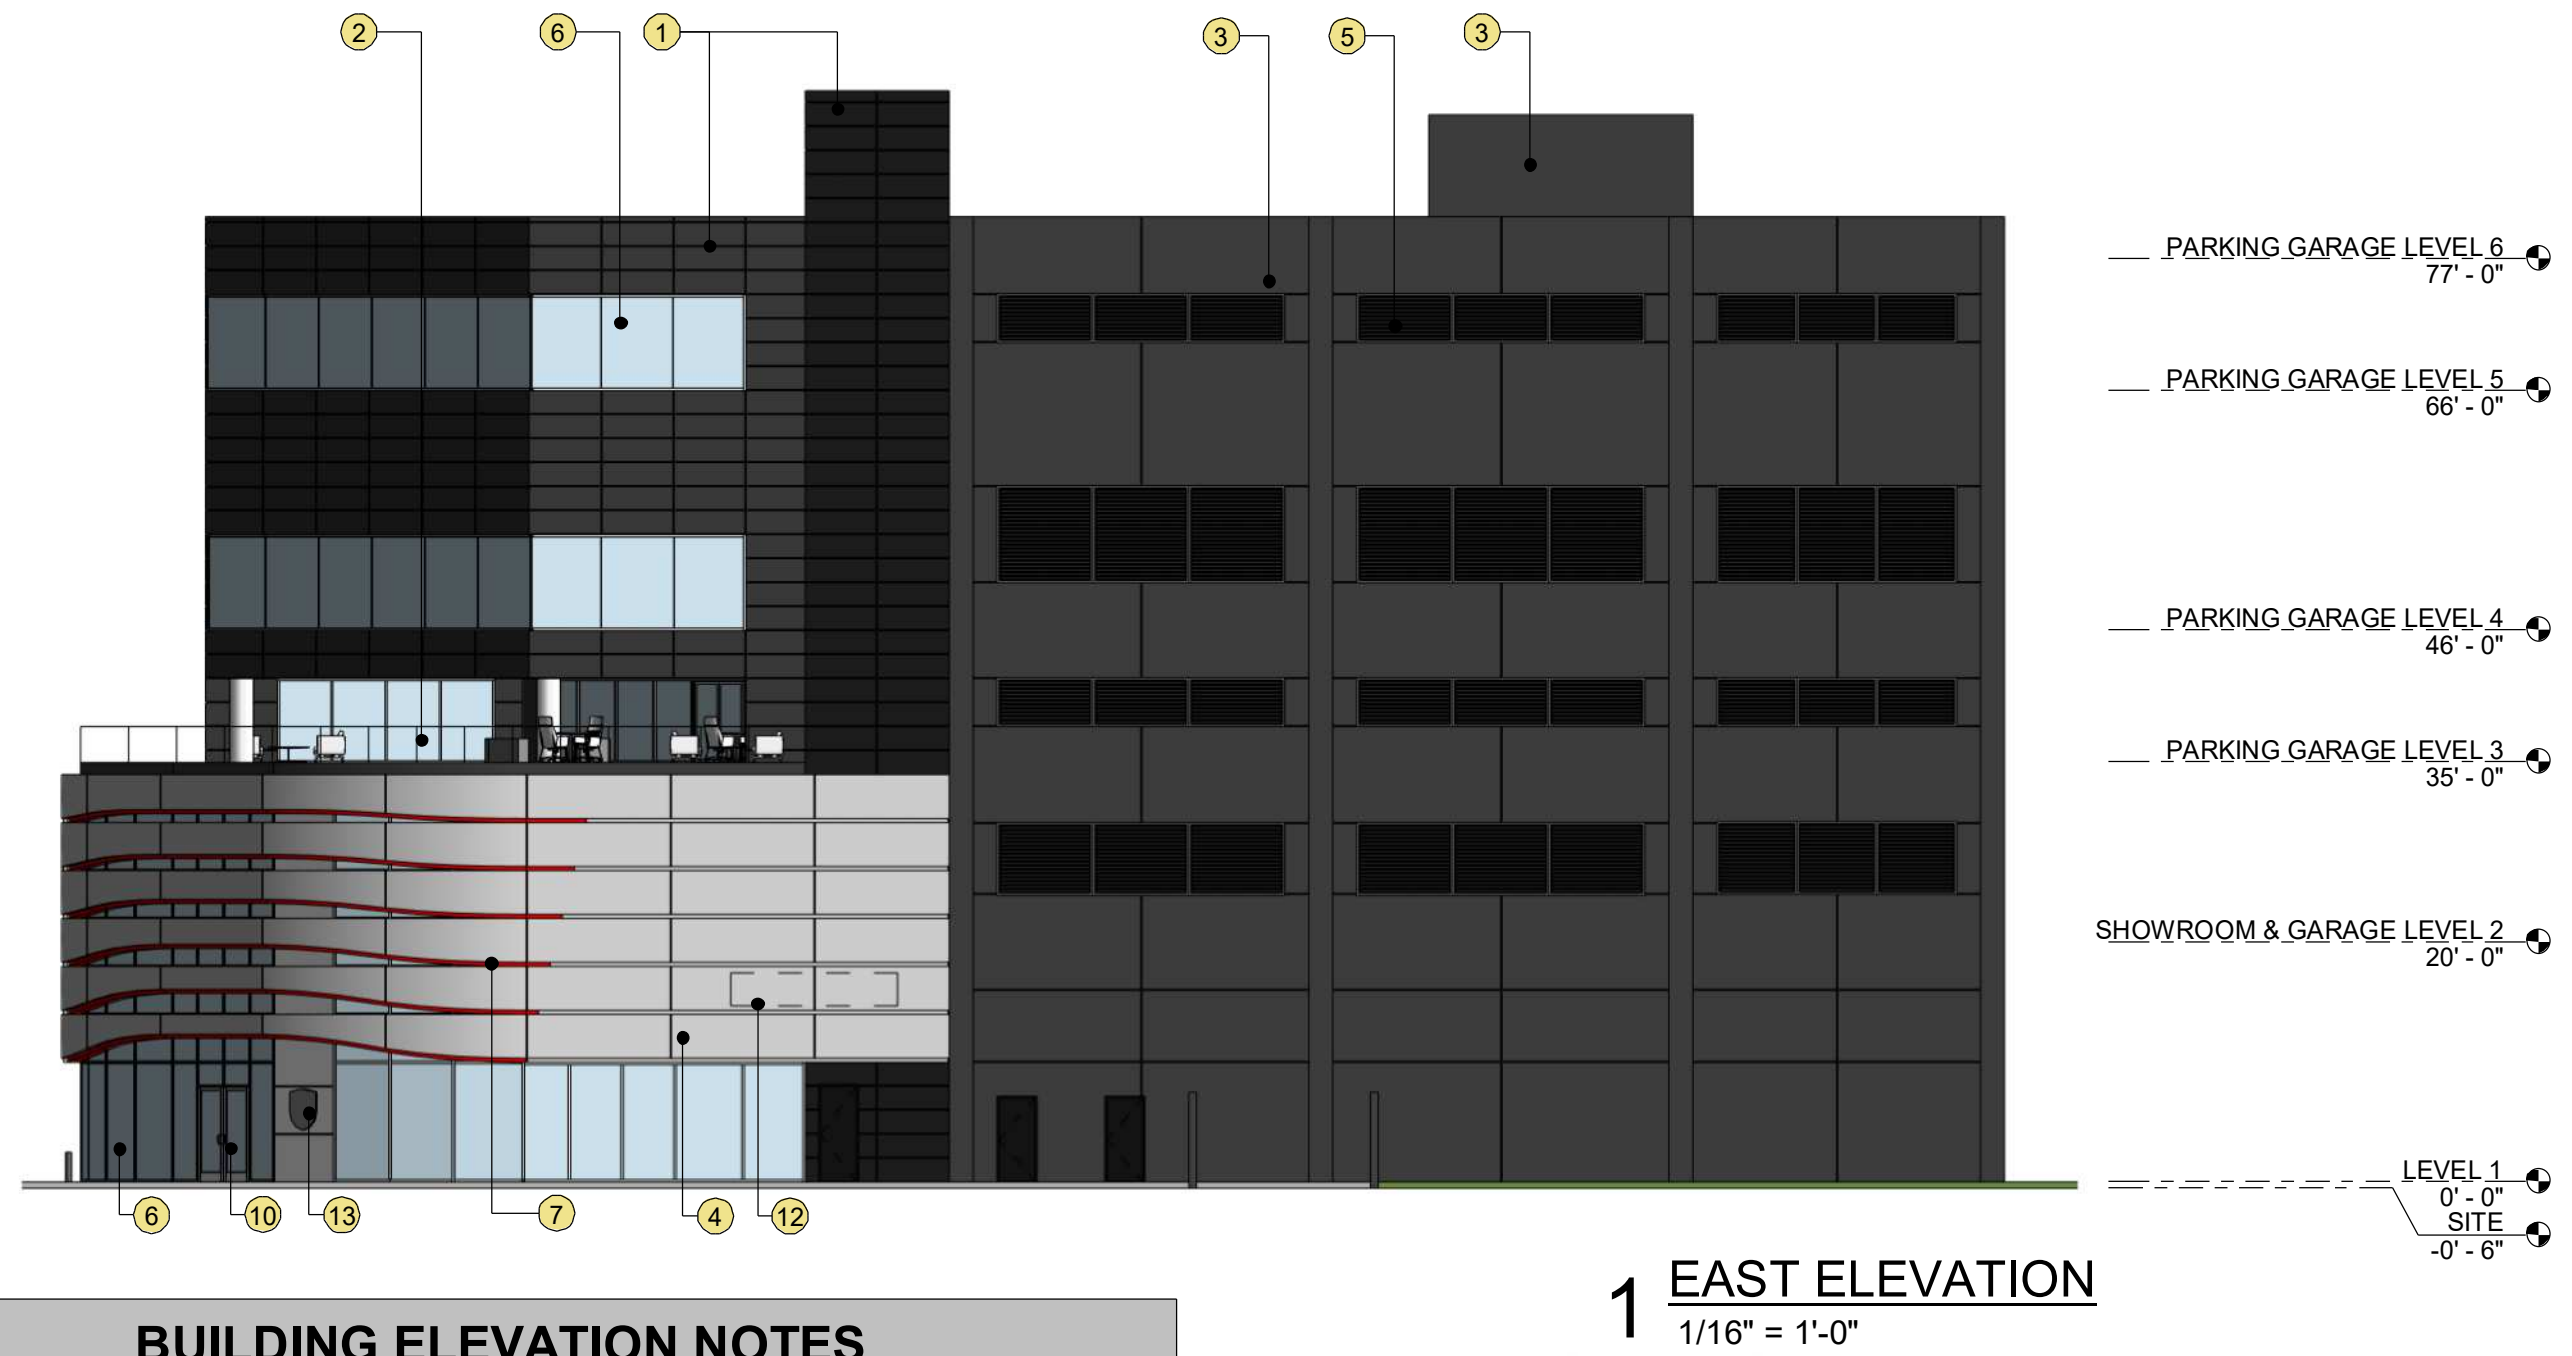 2
6
1
3
5
3
PARKING GARAGE LEVEL 6
77' - 0"
PARKING GARAGE LEVEL 5
66' - 0"
PARKING GARAGE LEVEL 4
46' - 0"
PARKING GARAGE LEVEL 3
35' - 0"
SHOWROOM & GARAGE LEVEL 2
20' - 0"
LEVEL 1
0' - 0"
SITE
-0' - 6"
6
10
13
7
4
12
1 EAST ELEVATION
1/16" = 1'-0"
BUILDING ELEVATION NOTES